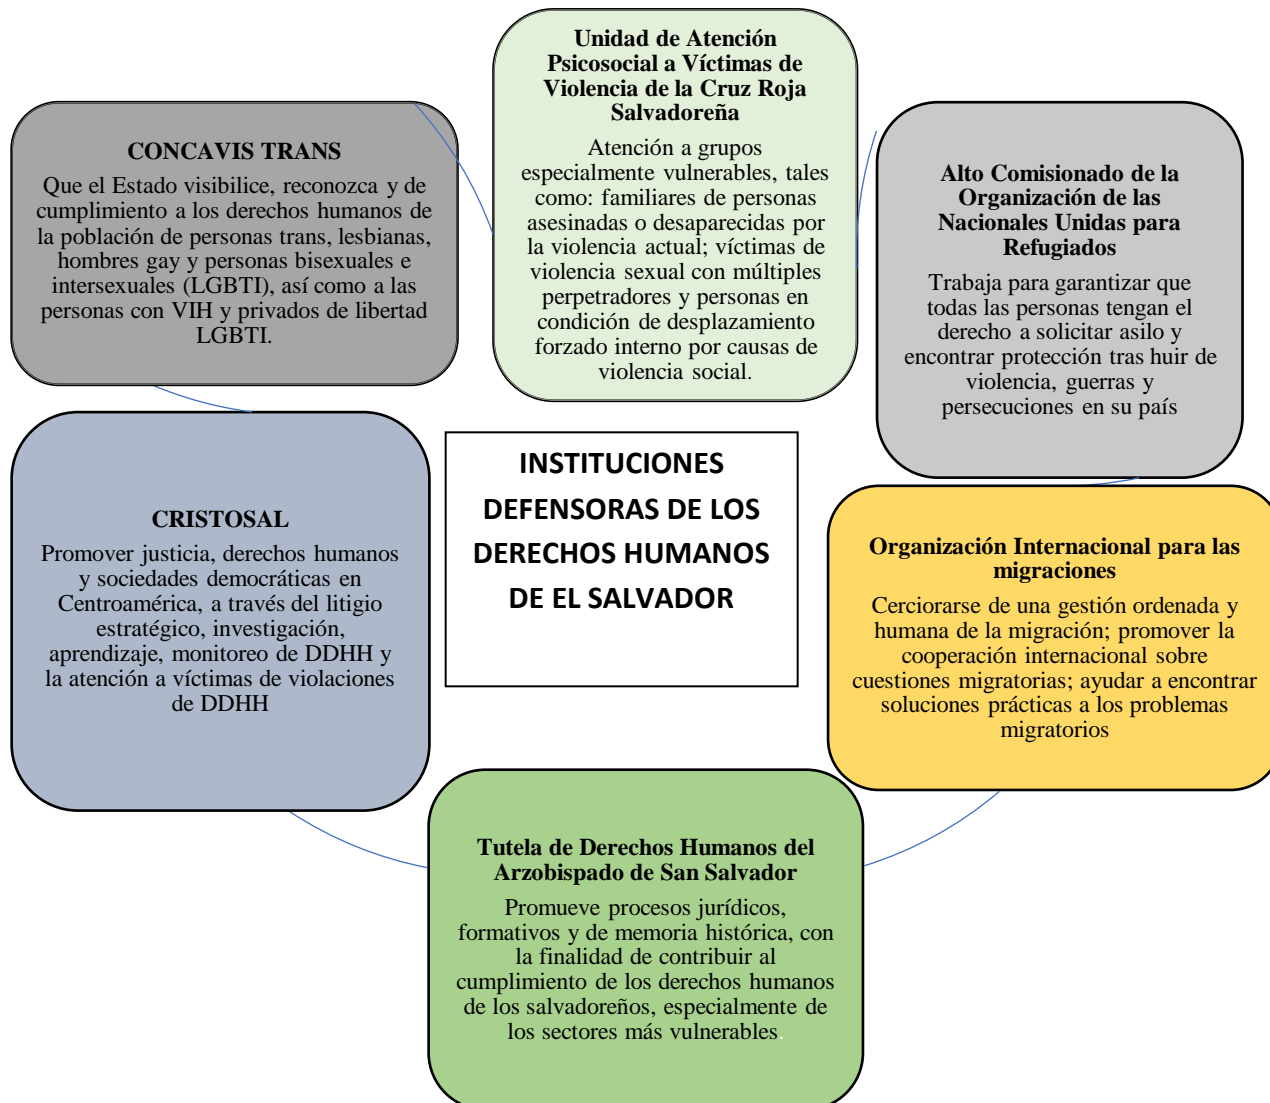 Unidad de Atención
Psicosocial a Víctimas de
Violencia de la Cruz Roja
Salvadoreña
Atención a grupos
especialmente vulnerables, tales
como: familiares de personas
asesinadas o desaparecidas por
la violencia actual; víctimas de
violencia sexual con múltiples
perpetradores y personas en
condición de desplazamiento
forzado interno por causas de
violencia social.
CONCAVIS TRANS
Que el Estado visibilice, reconozca y de
cumplimiento a los derechos humanos de
la población de personas trans, lesbianas,
hombres gay y personas bisexuales e
intersexuales (LGBTI), así como a las
personas con VIH y privados de libertad
LGBTI.
Alto Comisionado de la
Organización de las
Nacionales Unidas para
Refugiados
Trabaja para garantizar que
todas las personas tengan el
derecho a solicitar asilo y
encontrar protección tras huir de
violencia, guerras y
persecuciones en su país
INSTITUCIONES
DEFENSORAS DE LOS
DERECHOS HUMANOS
DE EL SALVADOR
CRISTOSAL
Promover justicia, derechos humanos
y sociedades democráticas en
Centroamérica, a través del litigio
estratégico, investigación,
aprendizaje, monitoreo de DDHH y
la atención a víctimas de violaciones
de DDHH
Organización Internacional para las
migraciones
Cerciorarse de una gestión ordenada y
humana de la migración; promover la
cooperación internacional sobre
cuestiones migratorias; ayudar a encontrar
soluciones prácticas a los problemas
migratorios
Tutela de Derechos Humanos del
Arzobispado de San Salvador
Promueve procesos jurídicos,
formativos y de memoria histórica, con
la finalidad de contribuir al
cumplimiento de los derechos humanos
de los salvadoreños, especialmente de
los sectores más vulnerables.